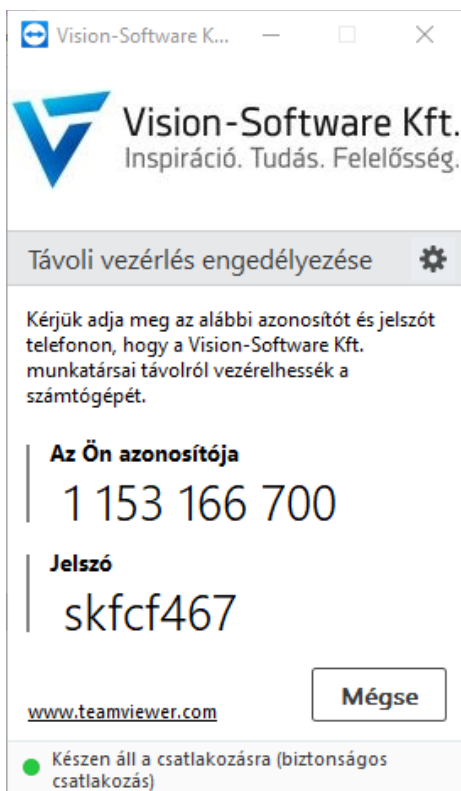 Vision-Software K...
Vision-Software Kft.
Inspiráció. Tudás. Felelősség.
Távoli vezérlés engedélyezése
Kérjük adja meg az alábbi azonosítót és jelszót
telefonon, hogy a Vision-Software Kft.
munkatársai távolról vezérelhessék a
számtógépét.
Az Ön azonosítója
1 153 166 700
Jelszó
skfcf467
www.teamviewer.com
Mégse
Készen áll a csatlakozásra (biztonságos
csatlakozás)